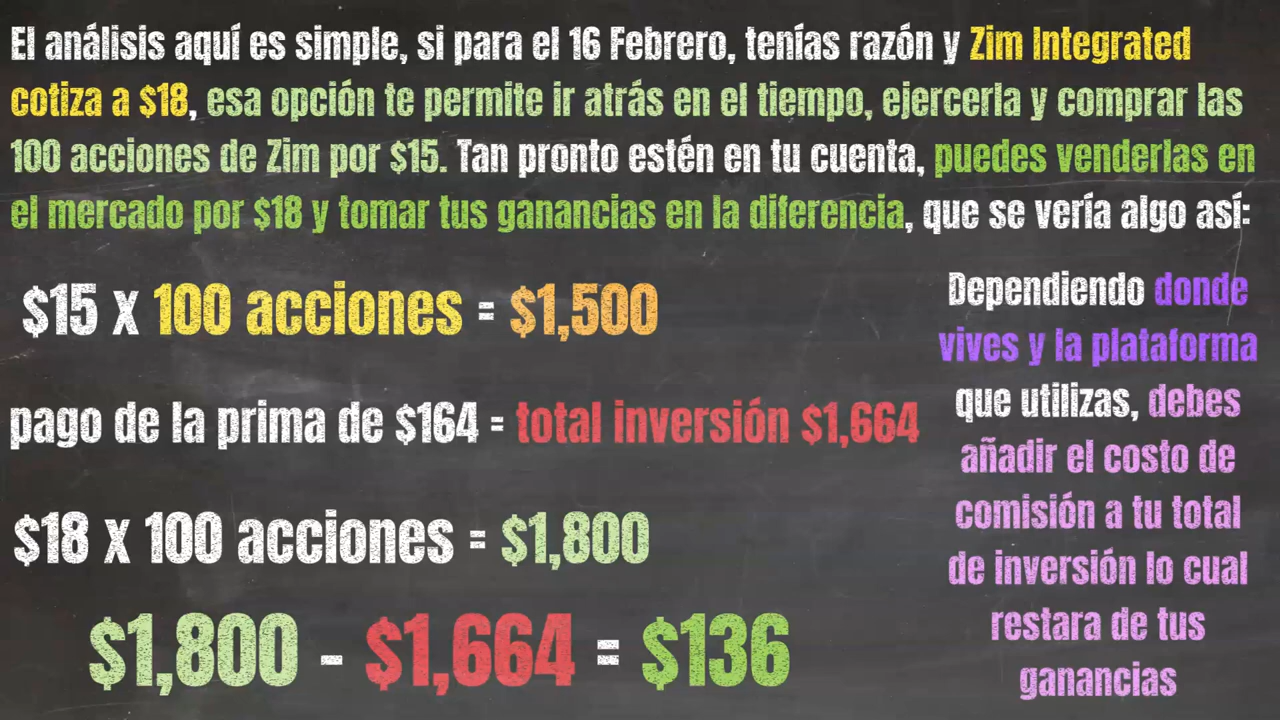 El análisis aquí es simple, si para el 16 Febrero, tenías razón y Zim Integrated
cotiza a $18, esa opción te permite ir atrás en el tiempo, ejercerla y comprar las
100 acciones de Zim por $15. Tan pronto estén en tu cuenta, puedes venderlas en
el mercado por $18 y tomar tus ganancias en la diferencia, que se vería algo así:
$15 x 100 acciones = $1,500
pago de la prima de $164 = total inversión $1,664
$18 x 100 acciones = $1,800
$1,800 - $1,664 = $136
Dependiendo donde
vives y la plataforma
que utilizas, debes
añadir el costo de
comisión a tu total
de inversión lo cual
restara de tus
ganancias